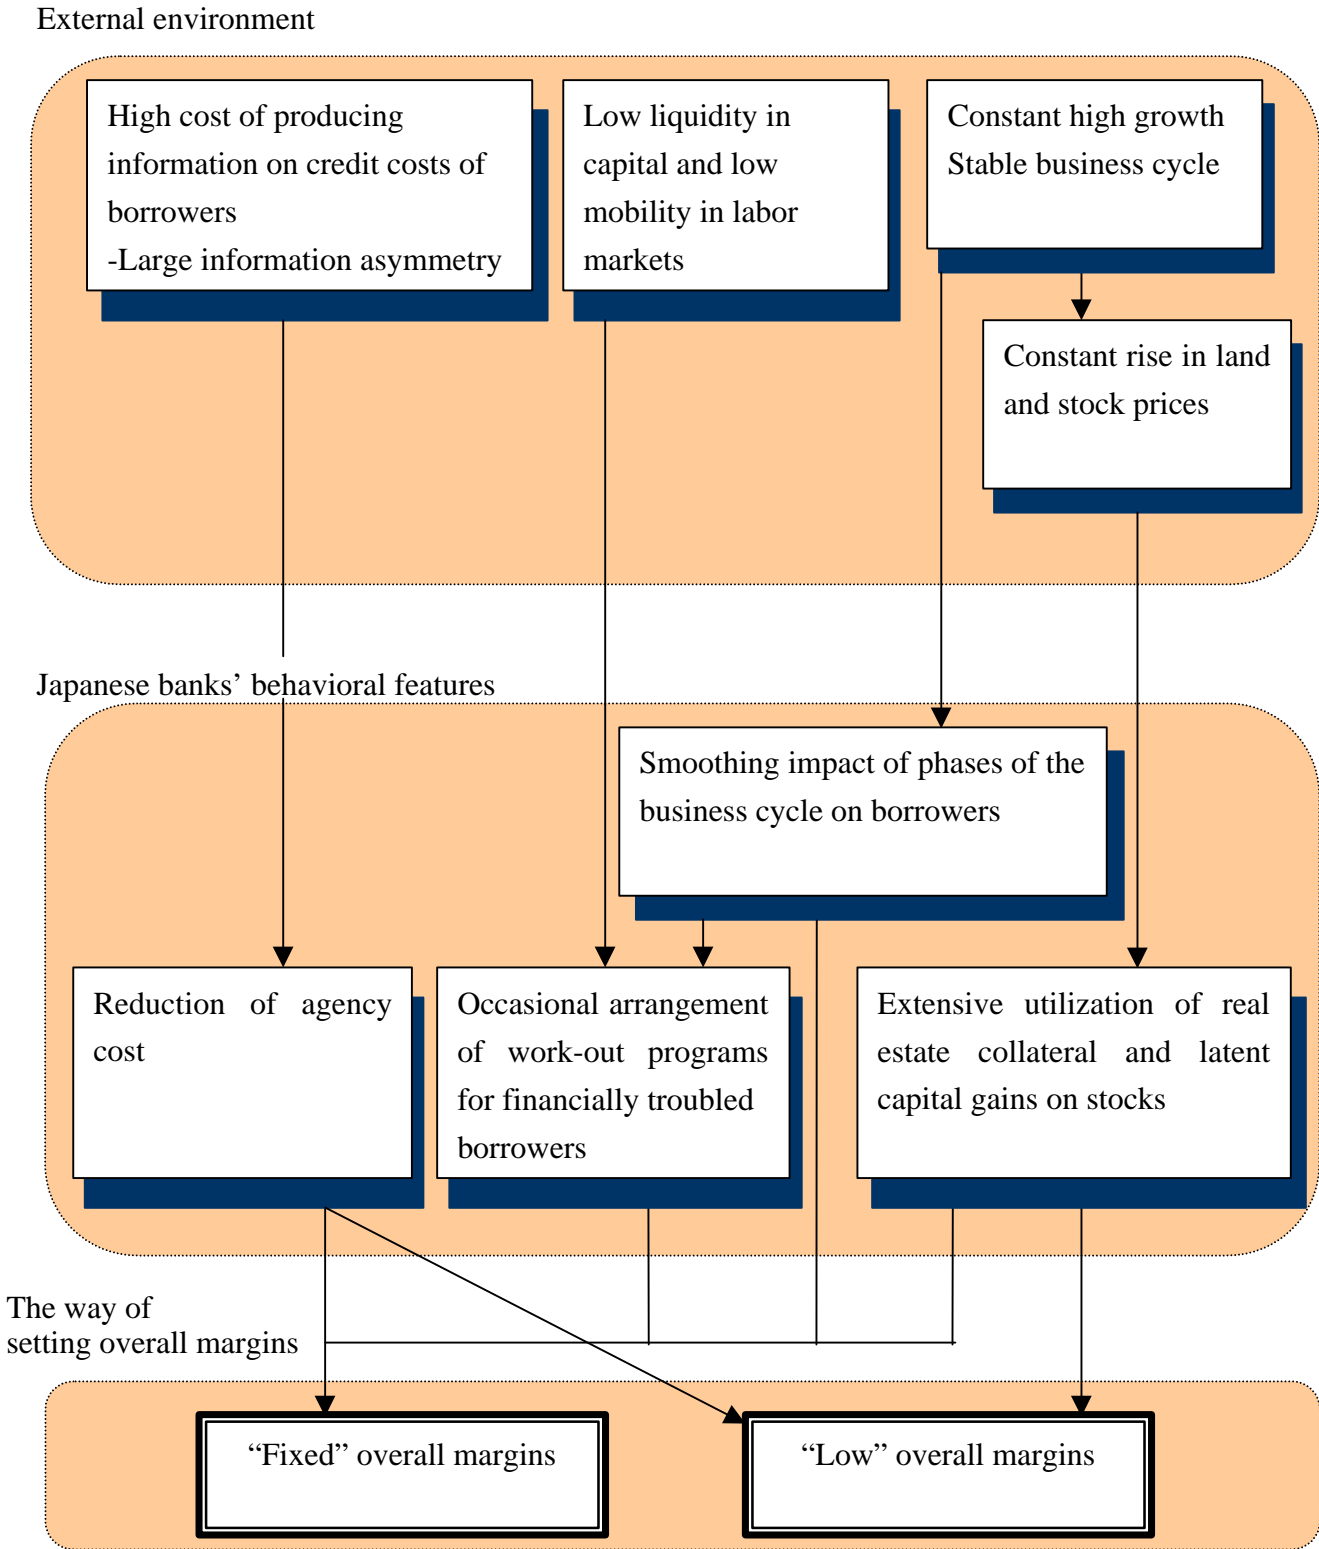 External environment
High cost of producing
information on credit costs of
borrowers
-Large information asymmetry
Low liquidity in
capital and low
mobility in labor
markets
Constant high growth
Stable business cycle
Constant rise in land
and stock prices
Japanese banks’ behavioral features
Smoothing impact of phases of the
business cycle on borrowers
Reduction of agency
cost
Occasional arrangement
of work-out programs
for financially troubled
borrowers
Extensive utilization of real
estate collateral and latent
capital gains on stocks
The way of
setting overall margins
“Fixed” overall margins
“Low” overall margins